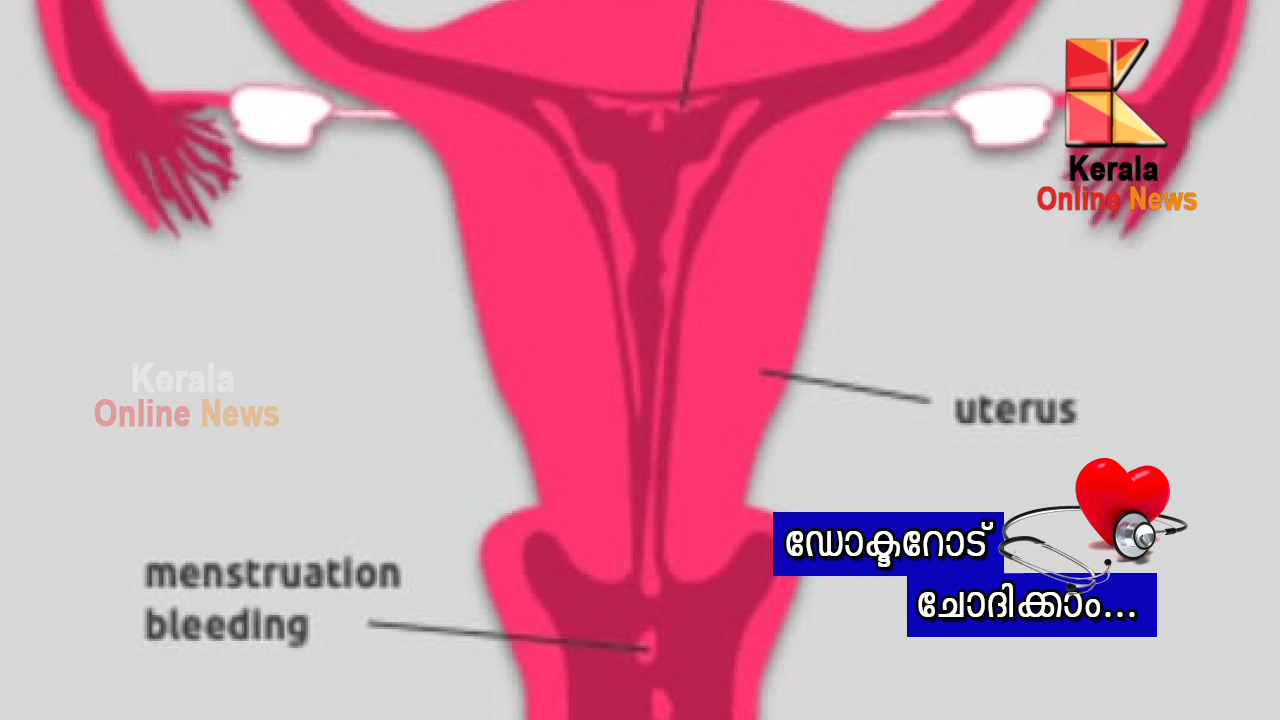 Kerala
Online News
Kerala
Online News
uterus
ഡോക്ടറോട്
ചോദിക്കാം...
menstruation
bleeding